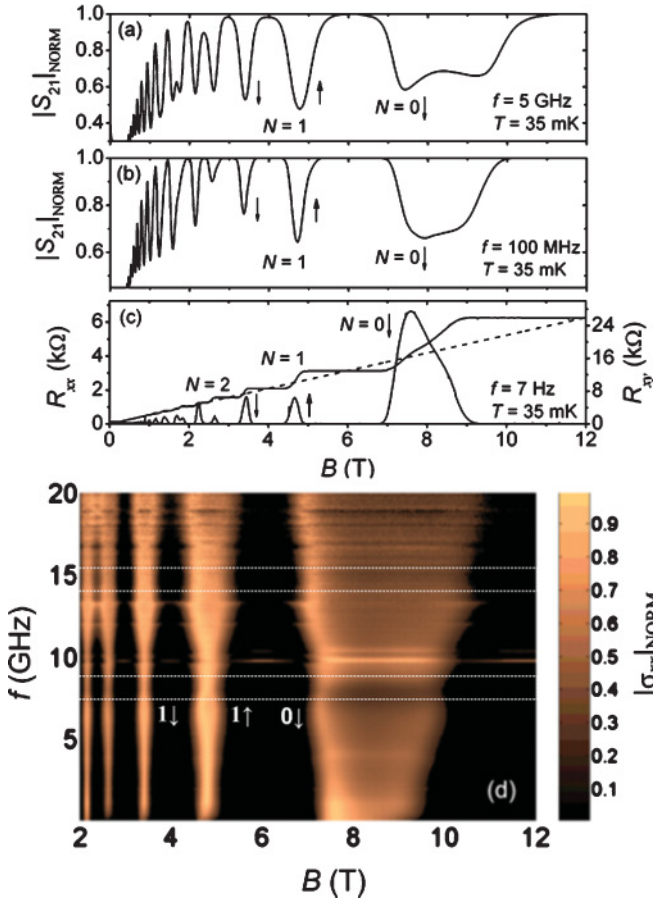 (a)
|S21|NORM
1.0
0.8
0.6
0.4
↓
↑
N = 1
N = 0↓
f = 5 GHz
T = 35 mK
(b)
|S21|NORM
1.0
0.8
0.6
↓
↑
N = 1
N = 0↓
f = 100 MHz
T = 35 mK
(c)
Rxx (kΩ)
6
4
2
0
N = 0↓
N = 1
N = 2
↓
↑
f = 7 Hz
T = 35 mK
24
16
8
0
Rxy (kΩ)
0 2 4 6 8 10 12
B (T)
f (GHz)
20
15
10
5
1↓ 1↑ 0↓
(d)
2 4 6 8 10 12
B (T)
0.9
0.8
0.7
0.6
0.5
0.4
0.3
0.2
0.1
|σxx|NORM